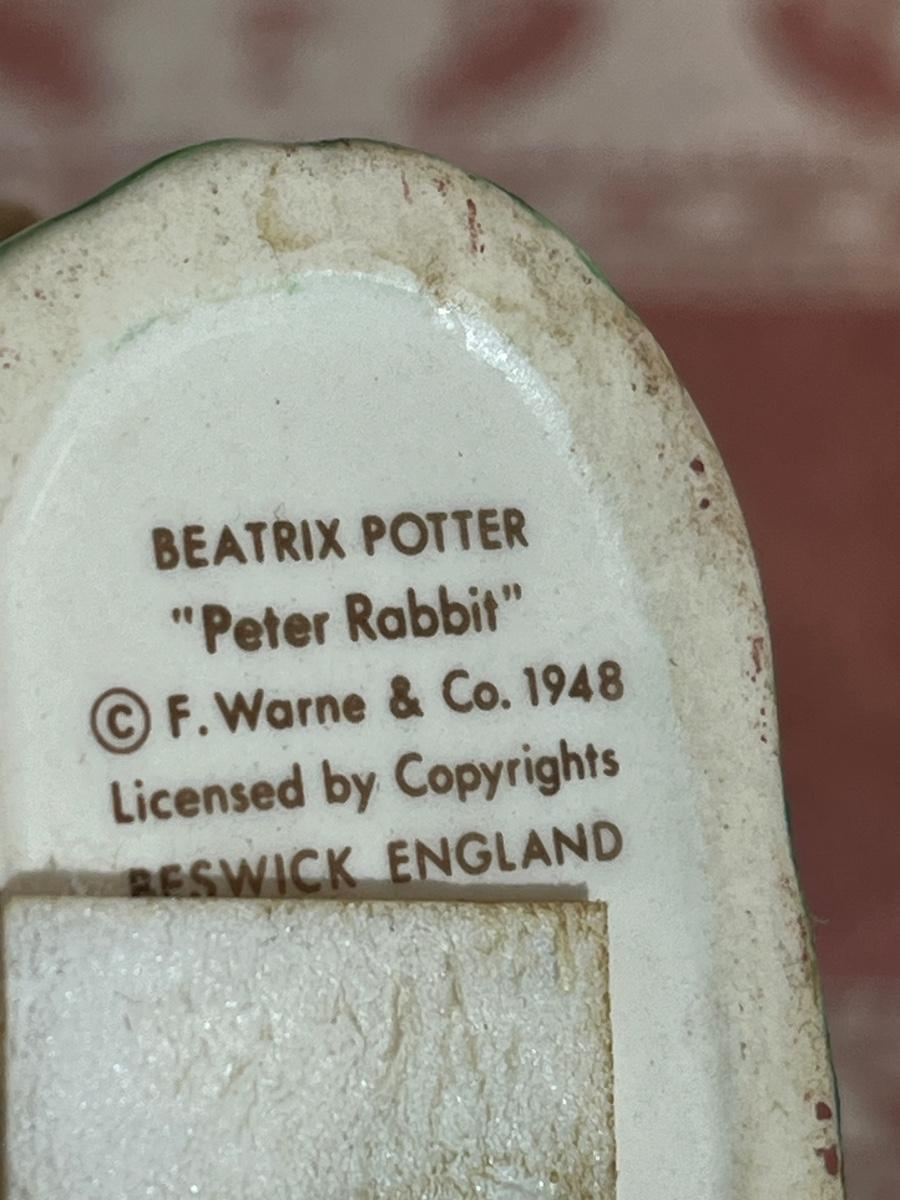 BEATRIX POTTER
"Peter Rabbit"
© F. Warne & Co. 1948
Licensed by Copyrights
BESWICK ENGLAND